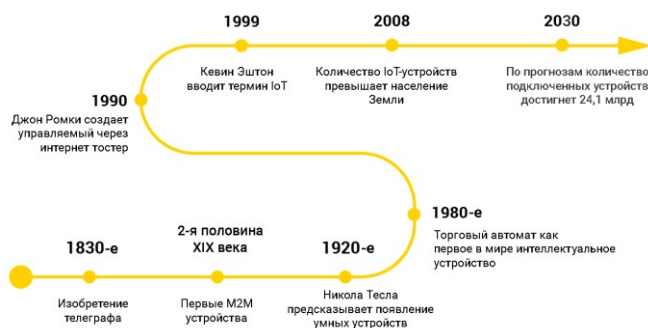 1830-е
Изобретение
телеграфа
2-я половина
XIX века
Первые M2M
устройства
1920-е
Никола Тесла
предсказывает появление
умных устройств
1980-е
Торговый автомат как
первое в мире интеллектуальное
устройство
1990
Джон Ромки создает
управляемый через
интернет тостер
1999
Кевин Эштон
вводит термин IoT
2008
Количество IoT-устройств
превышает население
Земли
2030
По прогнозам количество
подключенных устройств
достигнет 24,1 млрд